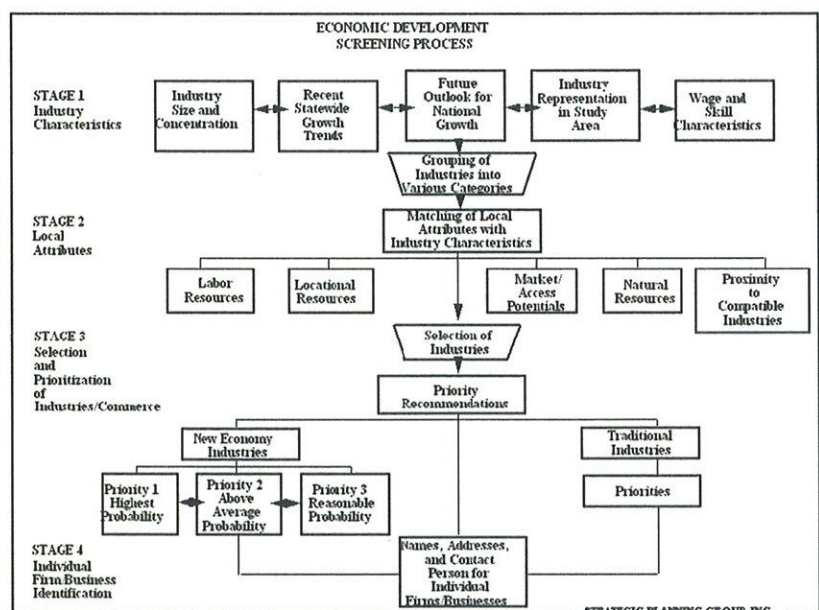 ECONOMIC DEVELOPMENT
SCREENING PROCESS
STAGE 1
Industry
Characteristics
Industry
Size and
Concentration
Recent
Statewide
Growth
Trends
Future
Outlook for
National
Growth
Industry
Representation
in Study
Area
Wage and
Skill
Characteristics
Grouping of
Industries into
Various Categories
STAGE 2
Local
Attributes
Matching of Local
Attributes with
Industry Characteristics
Labor
Resources
Locational
Resources
Market/
Access
Potentials
Natural
Resources
Proximity
to
Compatible
Industries
STAGE 3
Selection
and
Prioritization
of
Industries/Commerce
Selection of
Industries
Priority
Recommendations
New Economy
Industries
Traditional
Industries
Priority 1
Highest
Probability
Priority 2
Above
Average
Probability
Priority 3
Reasonable
Probability
Priorities
STAGE 4
Individual
Firm/Business
Identification
Names, Addresses,
and Contact
Person for
Individual
Firms/Businesses
STRATEGIC PLANNING GROUP, INC.